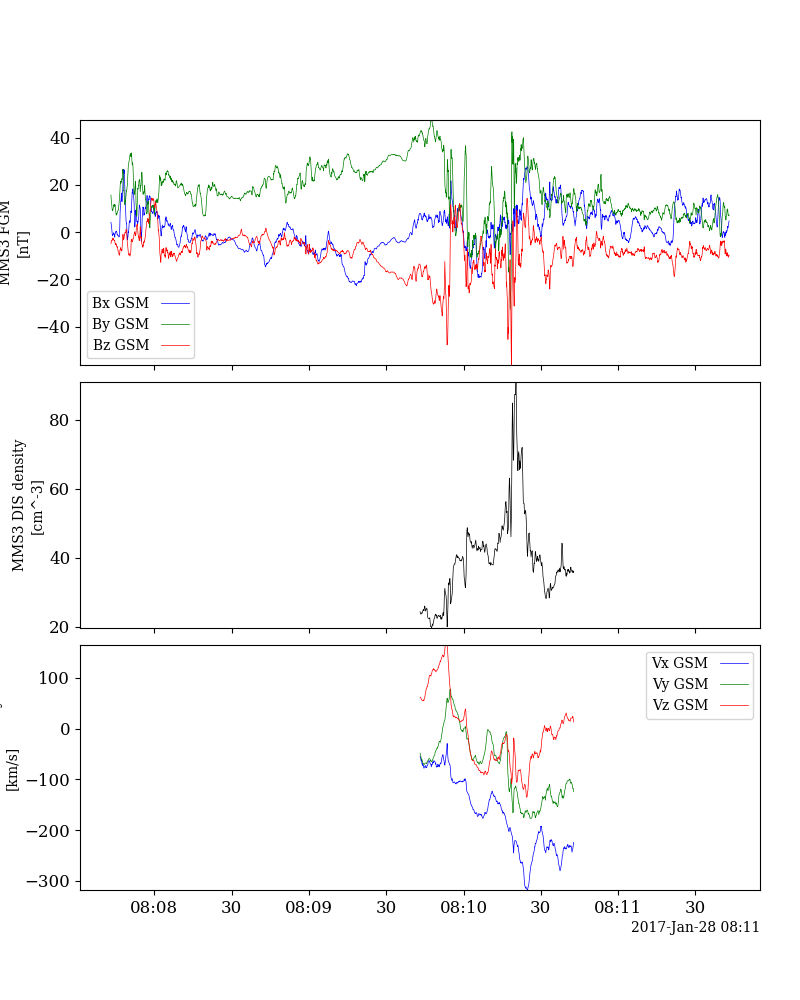 40
20
0
−20
−40
MMS3 FGM
[nT]
Bx GSM
By GSM
Bz GSM
80
60
40
20
MMS3 DIS density
[cm^-3]
100
0
−100
−200
−300
[km/s]
Vx GSM
Vy GSM
Vz GSM
08:08 30 08:09 30 08:10 30 08:11 30
2017-Jan-28 08:11